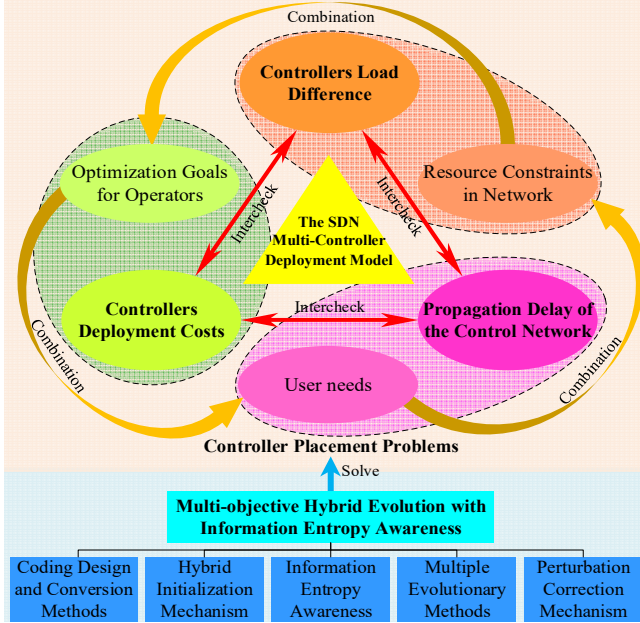 Combination
Controllers Load
Difference
Optimization Goals
for Operators
Resource Constraints
in Network
Intercheck
Intercheck
The SDN
Multi-Controller
Deployment Model
Controllers
Deployment Costs
Intercheck
Propagation Delay of
the Control Network
Combination
Combination
User needs
Controller Placement Problems
Solve
Multi-objective Hybrid Evolution with
Information Entropy Awareness
Coding Design
and Conversion
Methods
Hybrid
Initialization
Mechanism
Information
Entropy
Awareness
Multiple
Evolutionary
Methods
Perturbation
Correction
Mechanism